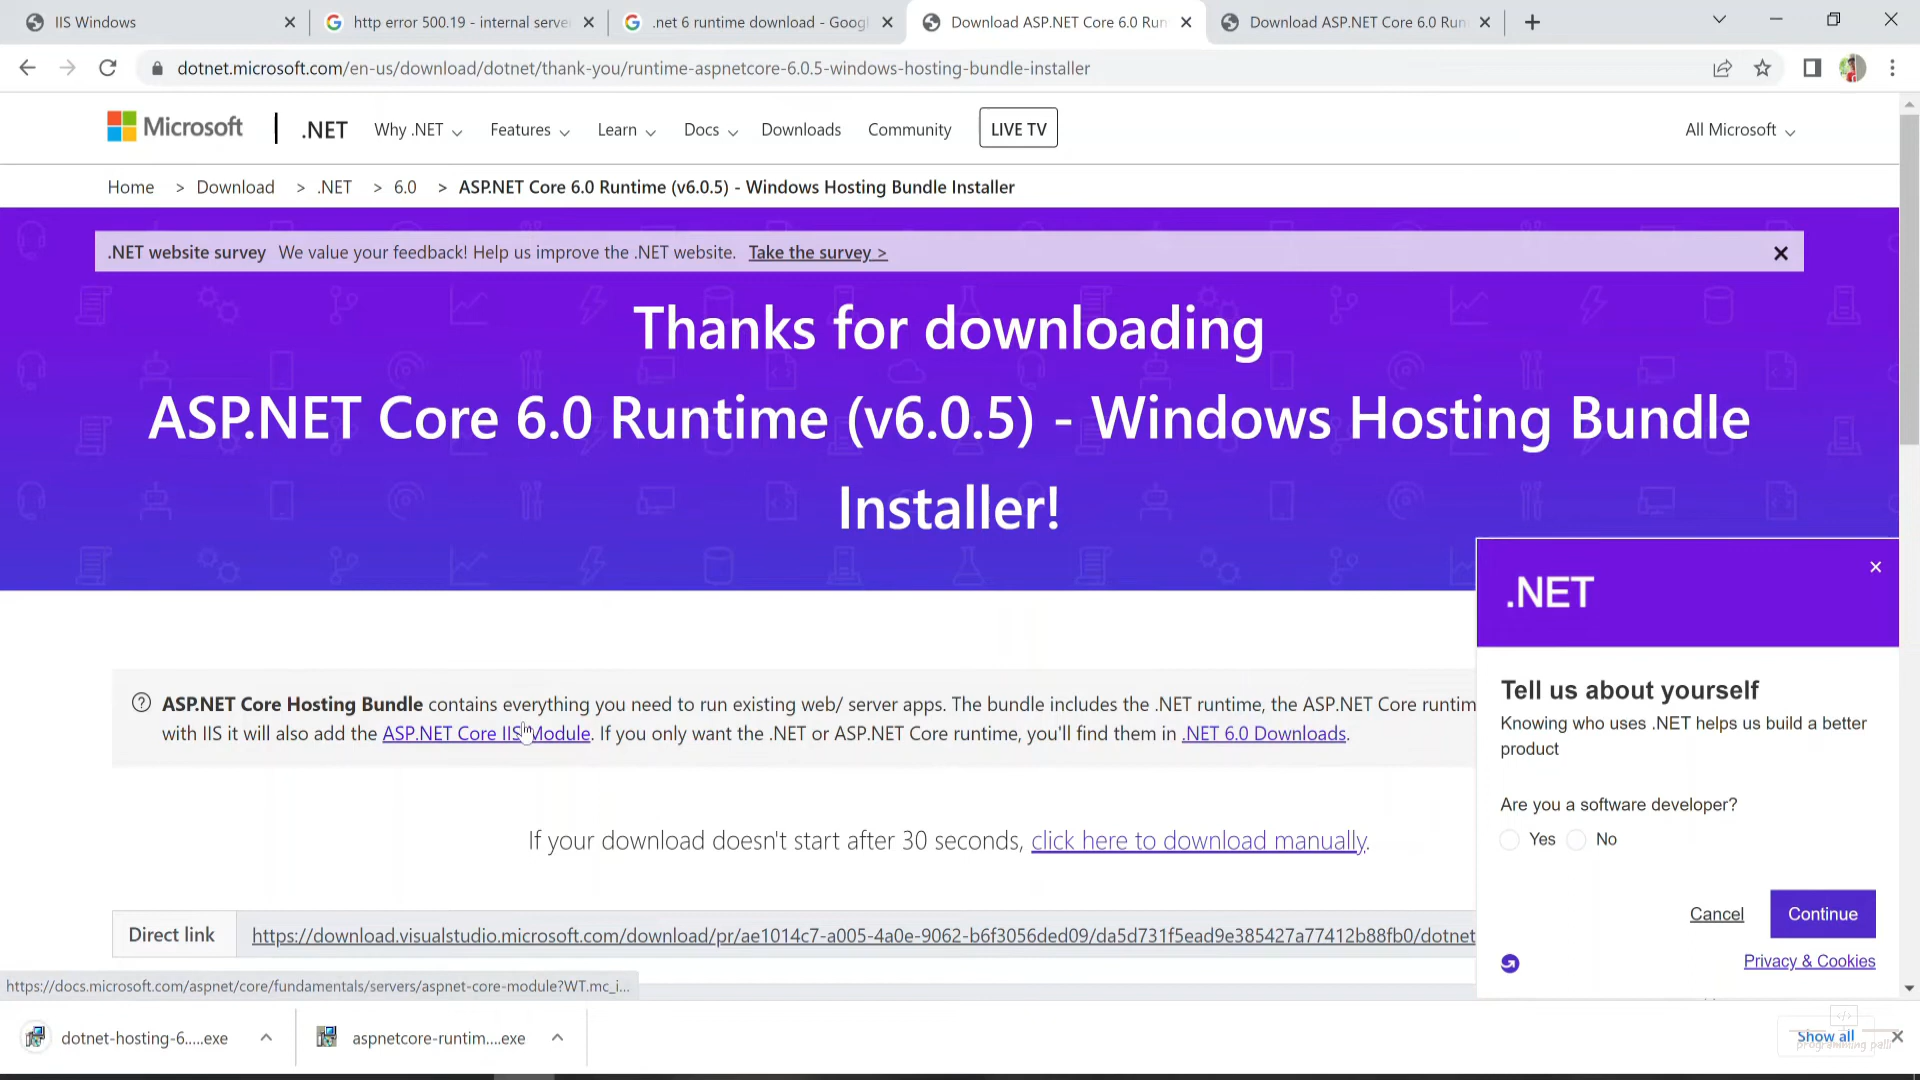 IIS Windows
http error 500.19 - internal serve
.net 6 runtime download - Goog
Download ASP.NET Core 6.0 Run
Download ASP.NET Core 6.0 Run
dotnet.microsoft.com/en-us/download/dotnet/thank-you/runtime-aspnetcore-6.0.5-windows-hosting-bundle-installer
Microsoft
.NET
Why .NET
Features
Learn
Docs
Downloads
Community
LIVE TV
All Microsoft
Home > Download > .NET > 6.0 > ASP.NET Core 6.0 Runtime (v6.0.5) - Windows Hosting Bundle Installer
.NET website survey We value your feedback! Help us improve the .NET website. Take the survey >
Thanks for downloading
ASP.NET Core 6.0 Runtime (v6.0.5) - Windows Hosting Bundle
Installer!
ASP.NET Core Hosting Bundle contains everything you need to run existing web/ server apps. The bundle includes the .NET runtime, the ASP.NET Core runtim
with IIS it will also add the ASP.NET Core IIS Module. If you only want the .NET or ASP.NET Core runtime, you'll find them in .NET 6.0 Downloads.
If your download doesn't start after 30 seconds, click here to download manually.
Direct link
https://download.visualstudio.microsoft.com/download/pr/ae1014c7-a005-4a0e-9062-b6f3056ded09/da5d731f5ead9e385427a77412b88fb0/dotnet
.NET
Tell us about yourself
Knowing who uses .NET helps us build a better
product
Are you a software developer?
Yes
No
Cancel
Continue
Privacy & Cookies
https://docs.microsoft.com/aspnet/core/fundamentals/servers/aspnet-core-module?WT.mc_i...
dotnet-hosting-6.....exe
aspnetcore-runtim....exe
Show all
programming palli